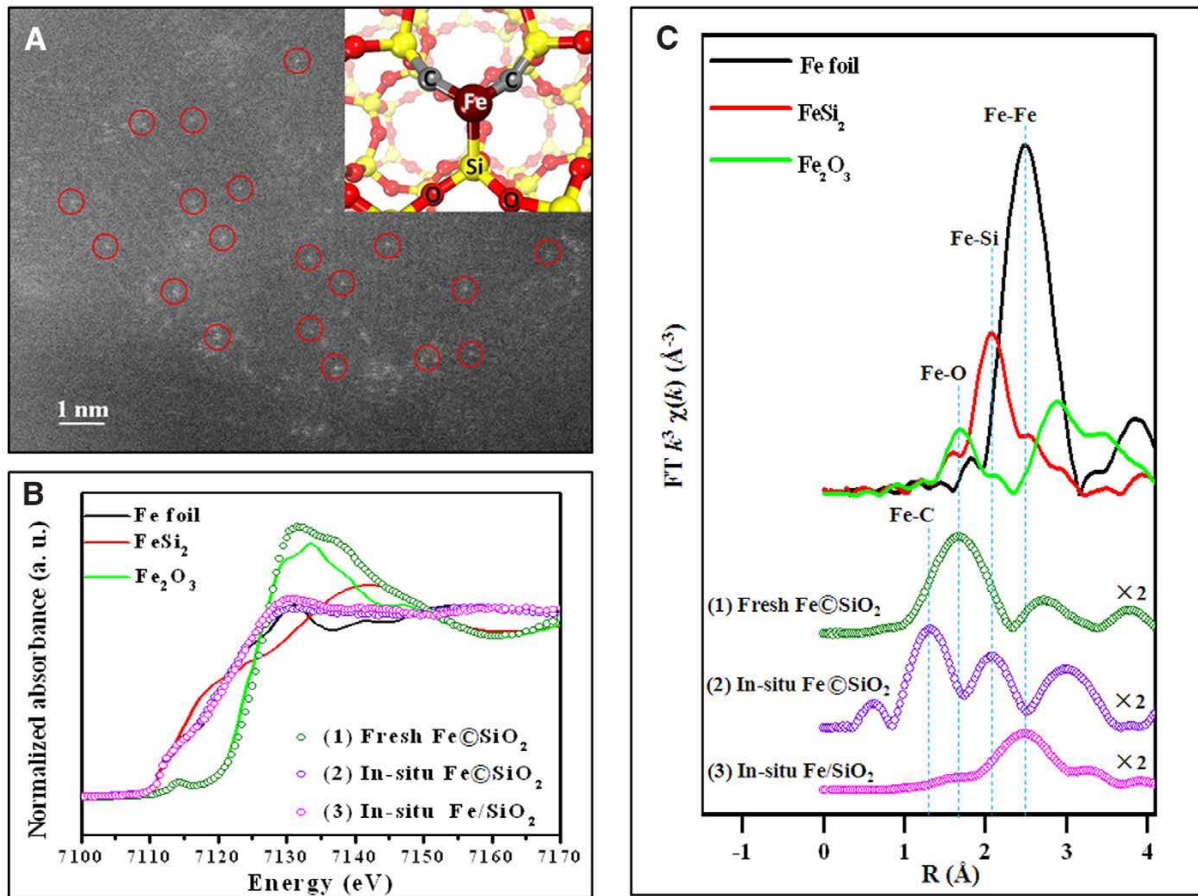 A
C
C
Fe
Si
O
O
1 nm
B
Normalized absorbance (a. u.)
Fe foil
FeSi₂
Fe₂O₃
(1) Fresh Fe©SiO₂
(2) In-situ Fe©SiO₂
(3) In-situ Fe/SiO₂
7100 7110 7120 7130 7140 7150 7160 7170
Energy (eV)
C
Fe foil
FeSi₂
Fe₂O₃
Fe-Fe
Fe-Si
Fe-O
Fe-C
FT k³ χ(k) (Å⁻³)
(1) Fresh Fe©SiO₂ ×2
(2) In-situ Fe©SiO₂ ×2
(3) In-situ Fe/SiO₂ ×2
-1 0 1 2 3 4
R (Å)